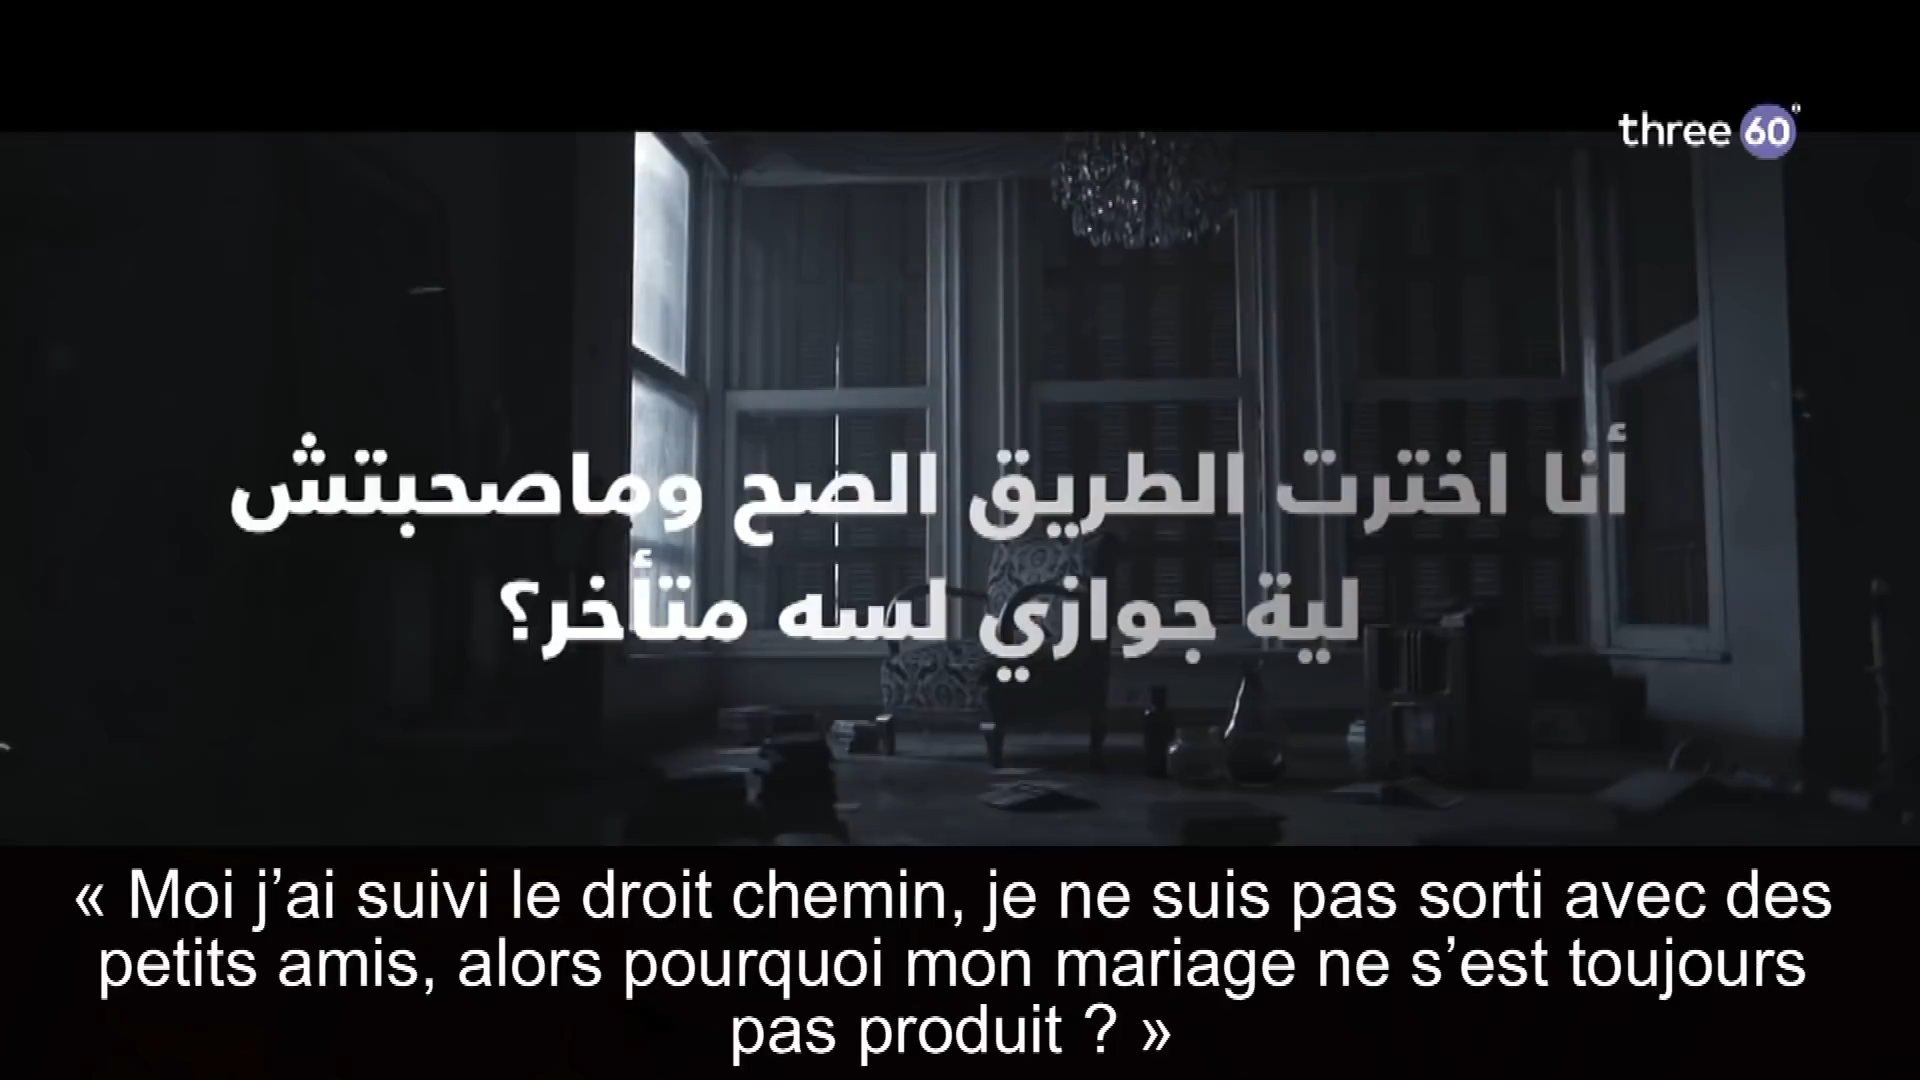 three 60°
أنا اخترت الطريق الصح وماصحبتش
لية جوازي لسه متأخر؟
« Moi j’ai suivi le droit chemin, je ne suis pas sorti avec des
petits amis, alors pourquoi mon mariage ne s’est toujours
pas produit ? »